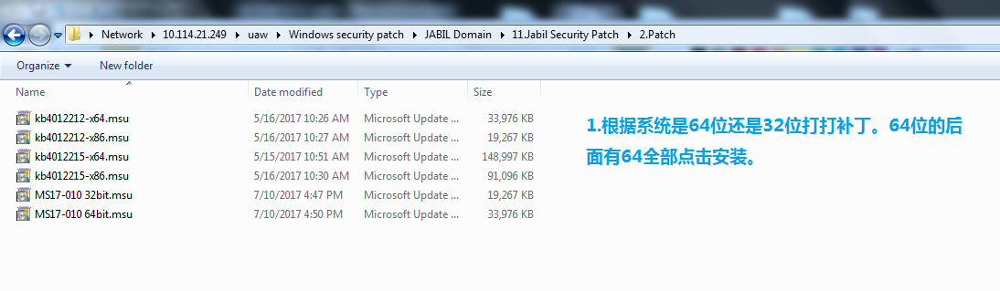 Network 10.114.21.249 uaw Windows security patch JABIL Domain 11.Jabil Security Patch 2.Patch
Organize New folder
Name Date modified Type Size
kb4012212-x64.msu 5/16/2017 10:26 AM Microsoft Update ... 33,976 KB
kb4012212-x86.msu 5/16/2017 10:27 AM Microsoft Update ... 19,267 KB
kb4012215-x64.msu 5/15/2017 10:51 AM Microsoft Update ... 148,997 KB
kb4012215-x86.msu 5/16/2017 10:30 AM Microsoft Update ... 91,096 KB
MS17-010 32bit.msu 7/10/2017 4:47 PM Microsoft Update ... 19,267 KB
MS17-010 64bit.msu 7/10/2017 4:50 PM Microsoft Update ... 33,976 KB
1.根据系统是64位还是32位打打补丁。64位的后
面有64全部点击安装。